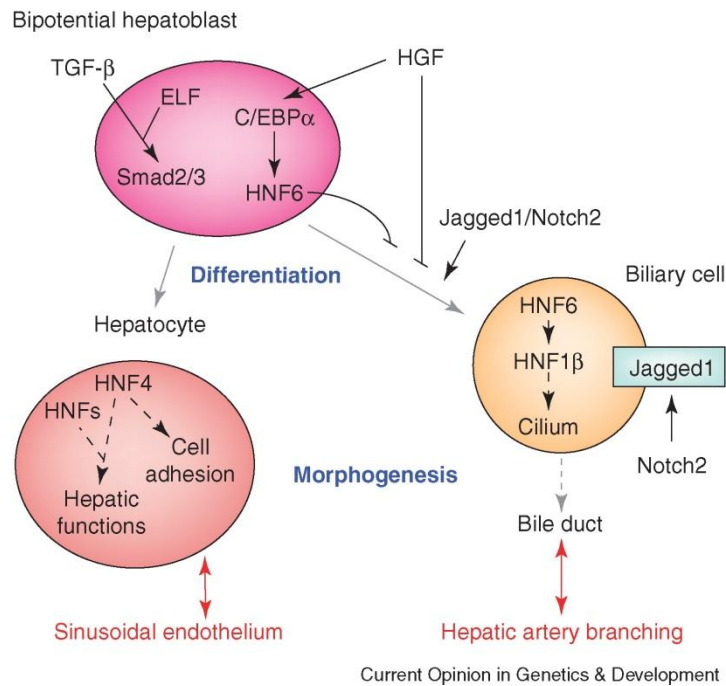 Bipotential hepatoblast
TGF-β
ELF
Smad2/3
C/EBPα
HNF6
HGF
Jagged1/Notch2
Differentiation
Hepatocyte
HNF4
HNFs
Cell
adhesion
Hepatic
functions
Biliary cell
HNF6
HNF1β
Cilium
Jagged1
Notch2
Morphogenesis
Bile duct
Sinusoidal endothelium
Hepatic artery branching
Current Opinion in Genetics & Development